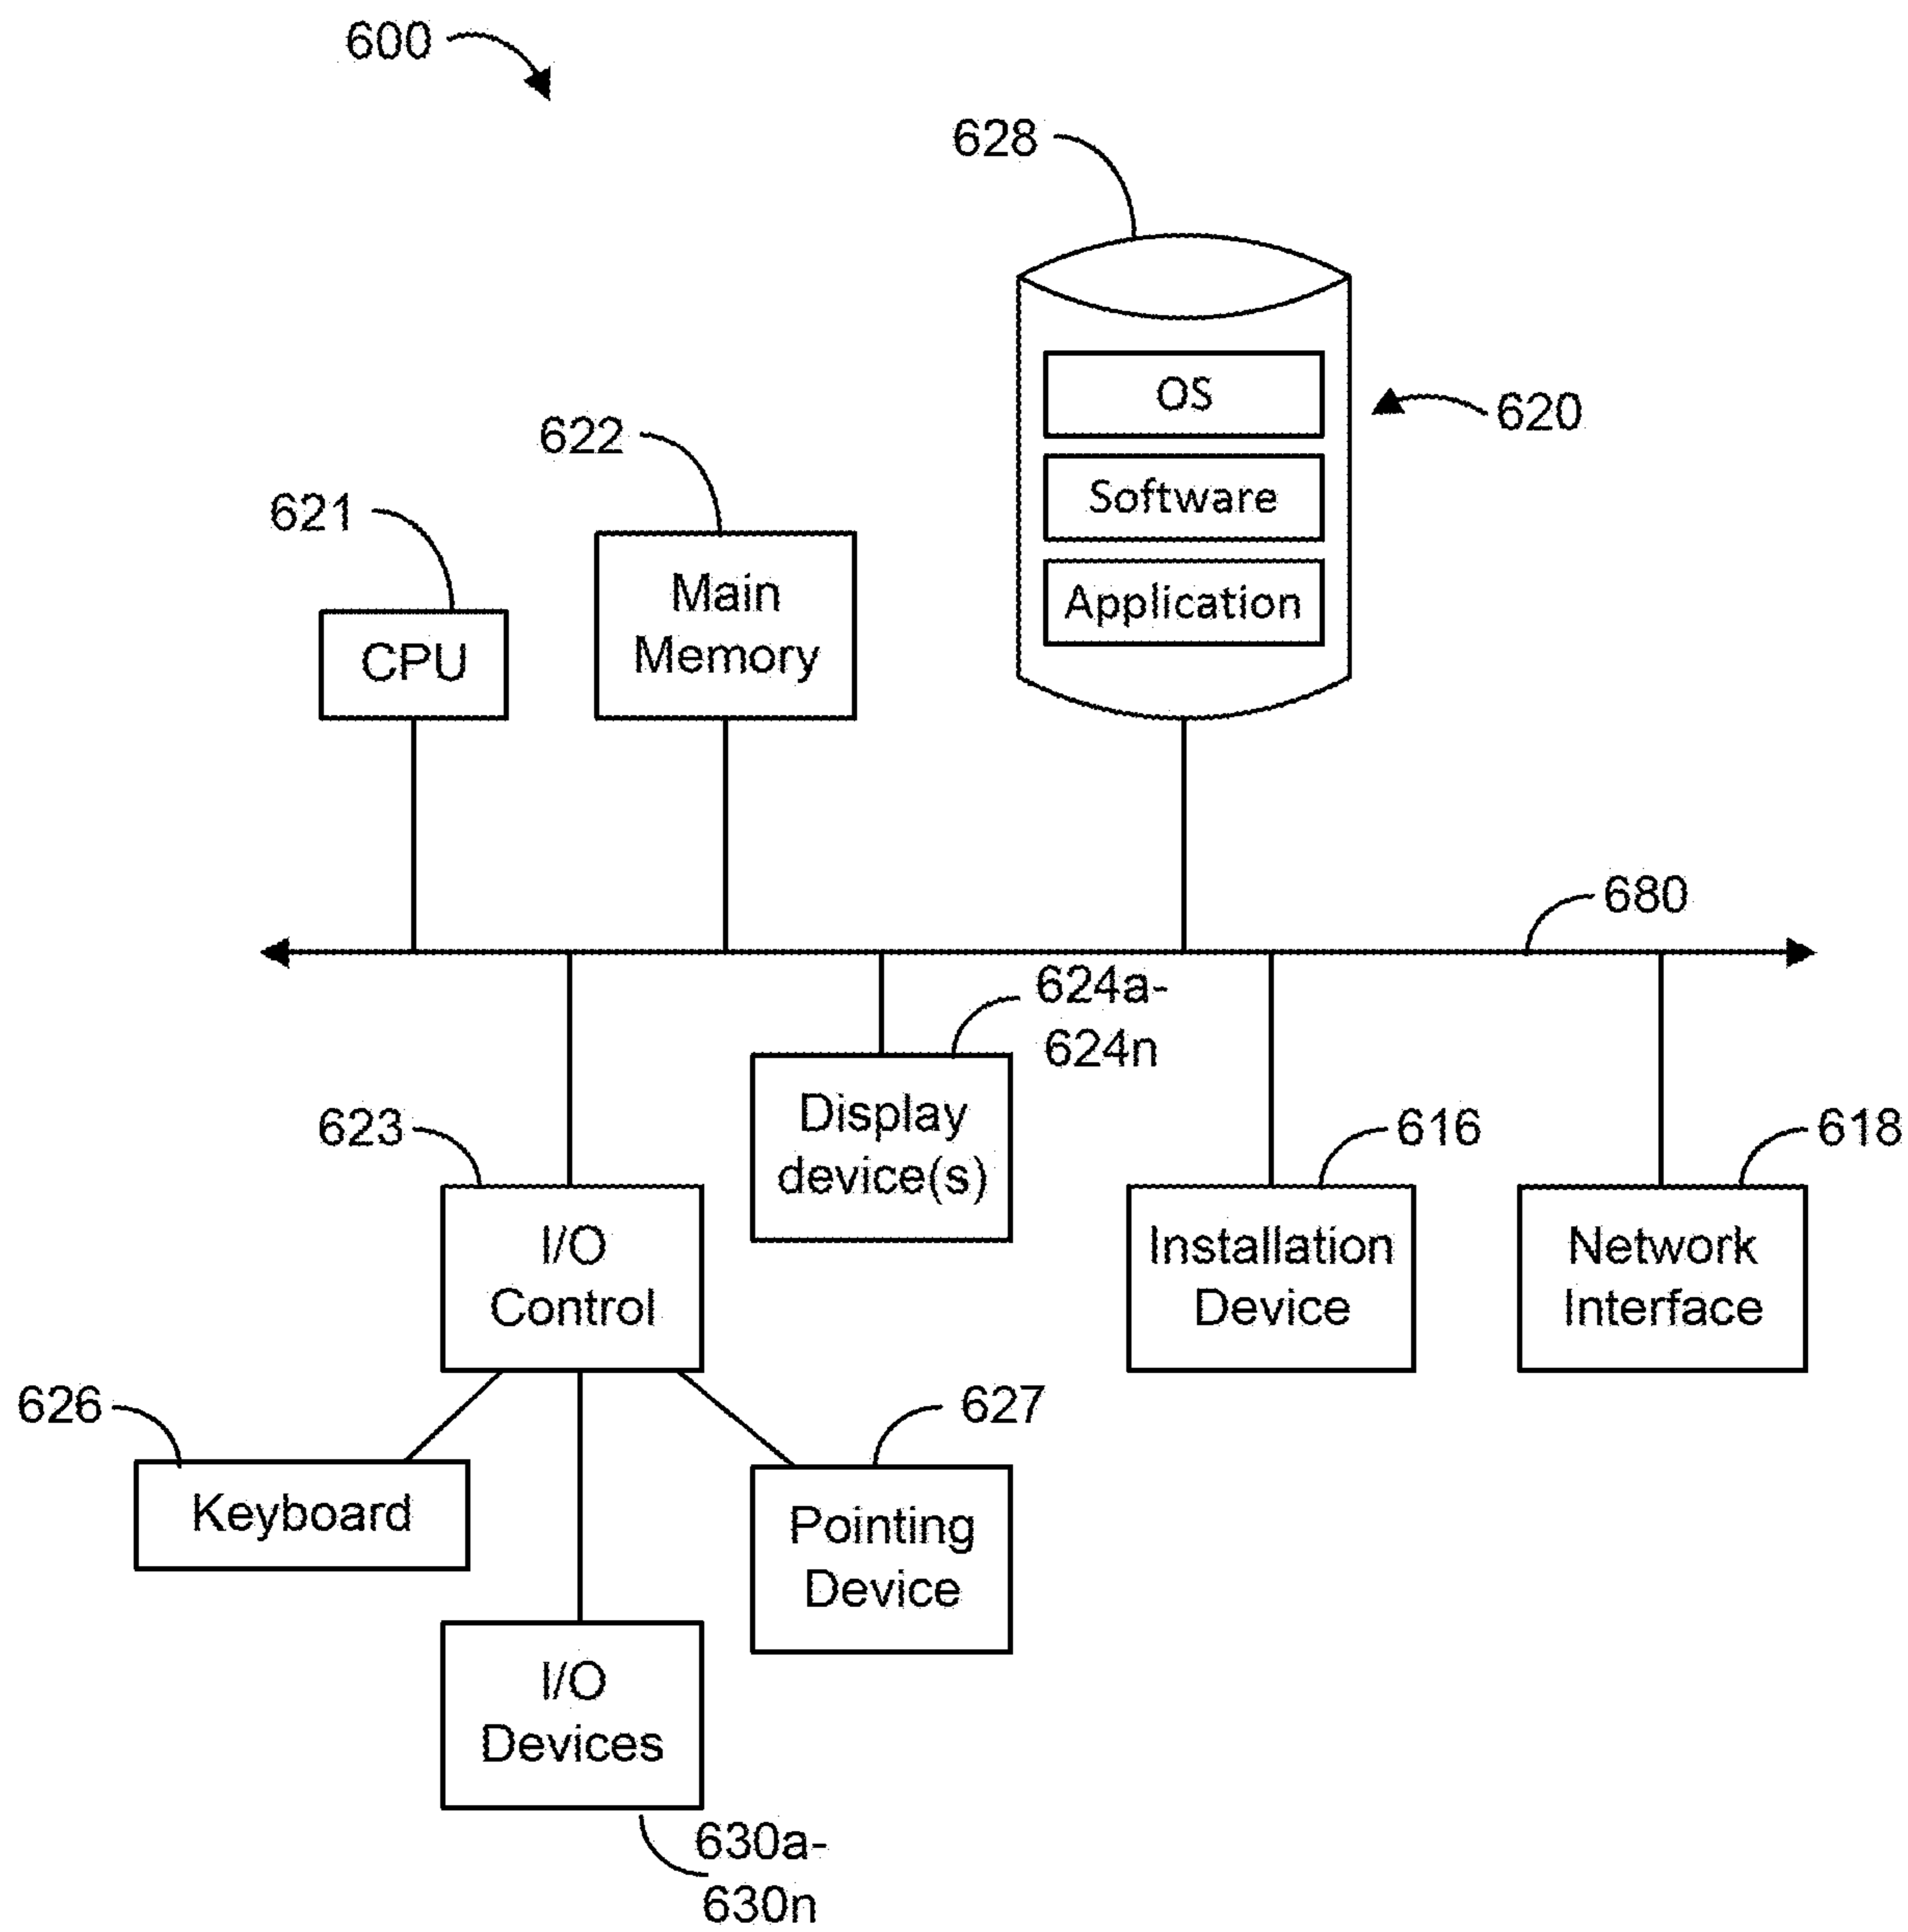 600
628
OS
620
Software
Application
622
621
Main
Memory
CPU
680
624a-
624n
Display
device(s)
623
616
618
I/O
Control
Installation
Device
Network
Interface
626
627
Keyboard
Pointing
Device
I/O
Devices
630a-
630n